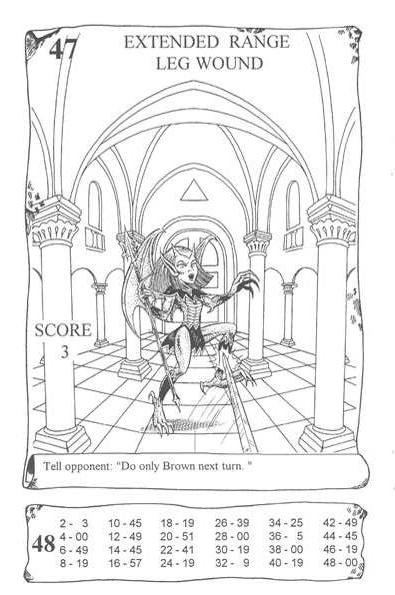 47
EXTENDED RANGE
LEG WOUND
SCORE
3
Tell opponent: "Do only Brown next turn. "
48
2 - 3 10 - 45 18 - 19 26 - 39 34 - 25 42 - 49
4 - 00 12 - 49 20 - 51 28 - 00 36 - 5 44 - 45
6 - 49 14 - 45 22 - 41 30 - 19 38 - 00 46 - 19
8 - 19 16 - 57 24 - 19 32 - 9 40 - 19 48 - 00